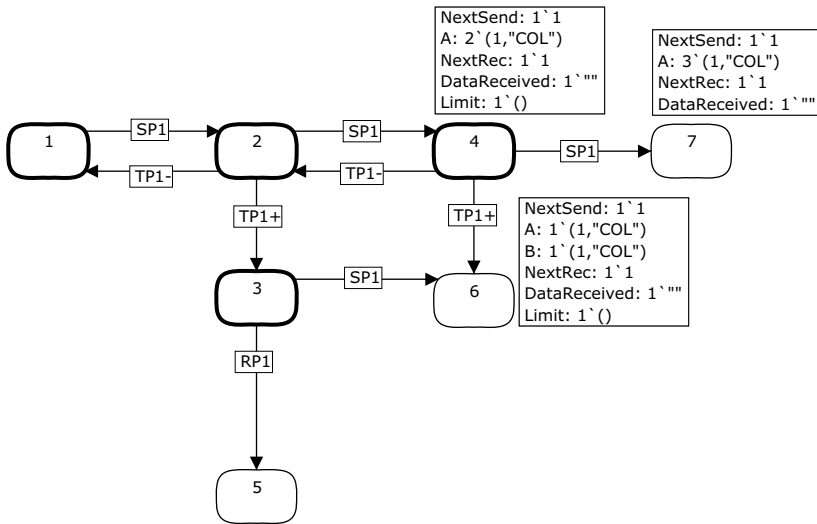 NextSend: 1`1
A: 2`(1,"COL")
NextRec: 1`1
DataReceived: 1`""
Limit: 1`()
NextSend: 1`1
A: 3`(1,"COL")
NextRec: 1`1
DataReceived: 1`""
1
SP1
2
SP1
4
SP1
7
TP1-
TP1-
TP1+
TP1+
NextSend: 1`1
A: 1`(1,"COL")
B: 1`(1,"COL")
NextRec: 1`1
DataReceived: 1`""
Limit: 1`()
3
SP1
6
RP1
5